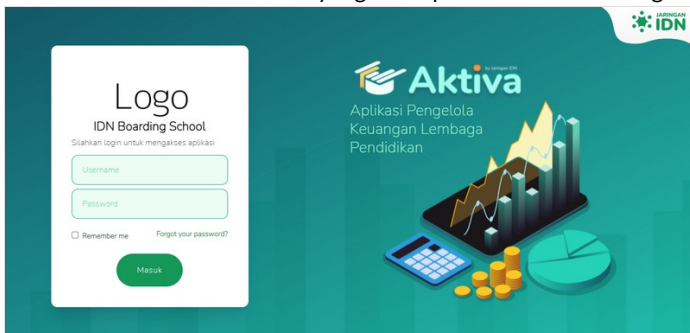 Logo
IDN Boarding School
Silahkan login untuk mengakses aplikasi
Username
Password
Remember me
Forgot your password?
Masuk
by Jaringan IDN
Aktiva
Aplikasi Pengelola
Keuangan Lembaga
Pendidikan
JARINGAN
IDN